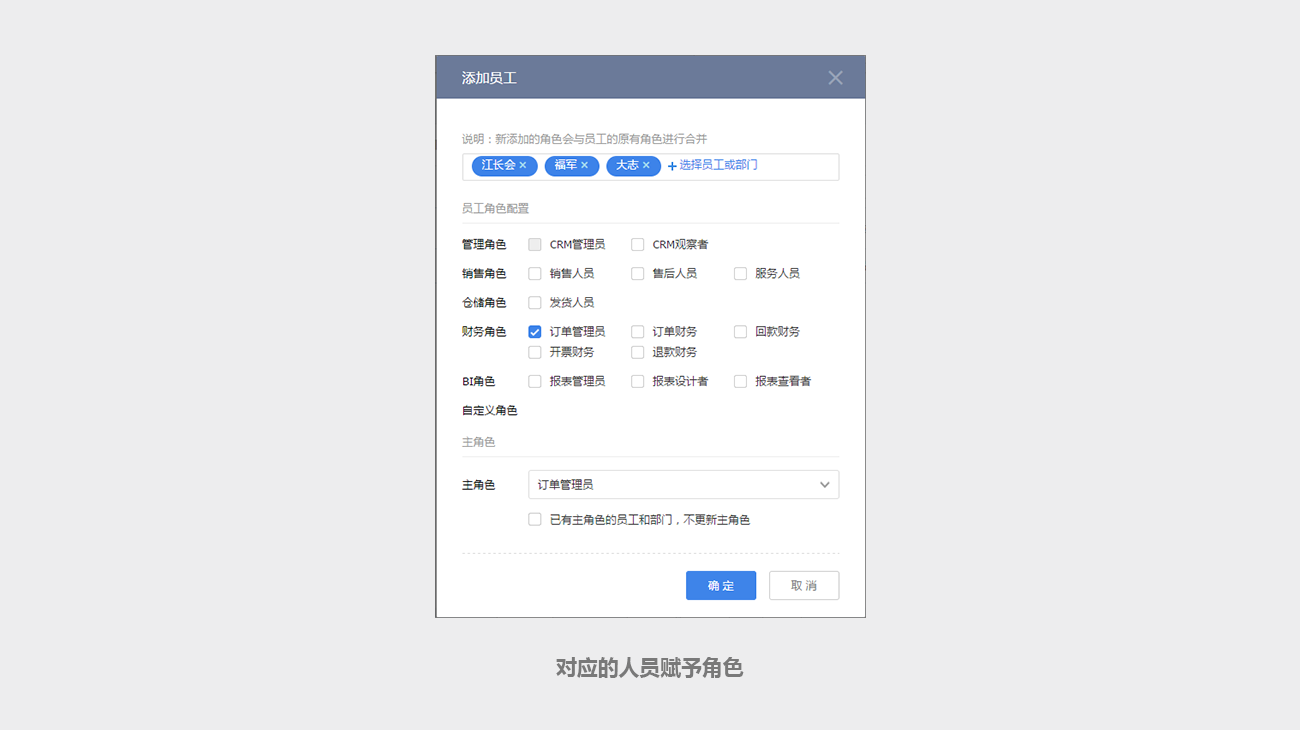 添加员工
说明：新添加的角色会与员工的原有角色进行合并
江长会 × 福军 × 大志 × +选择员工或部门
员工角色配置
管理角色 CRM管理员 CRM观察者
销售角色 销售人员 售后人员 服务人员
仓储角色 发货人员
财务角色 订单管理员 订单财务 回款财务
开票财务 退款财务
BI角色 报表管理员 报表设计者 报表查看者
自定义角色
主角色
主角色 订单管理员
已有主角色的员工和部门，不更新主角色
确定 取消
对应的人员赋予角色